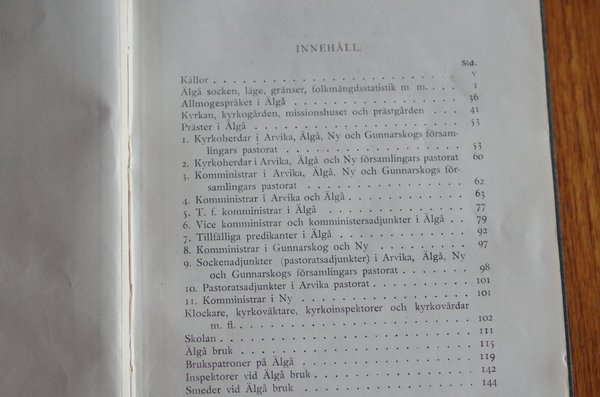 INNEHÅLL.
Sid.
Källor . . . . . . . . . . . . . . . . . . . . V
Älgå socken, läge, gränser, folkmängdsstatistik m. m. . . . 1
Allmogespråket i Älgå . . . . . . . . . . . . . . . 36
Kyrkan, kyrkogården, missionshuset och prästgården . . . . 41
Präster i Älgå . . . . . . . . . . . . . . . . . . 53
1. Kyrkoherdar i Arvika, Älgå, Ny och Gunnarskogs församlingars
lingars pastorat . . . . . . . . . . . . . . . 53
2. Kyrkoherdar i Arvika, Älgå och Ny församlingars pastorat 60
3. Komministrar i Arvika, Älgå, Ny och Gunnarskogs för-
samlingars pastorat . . . . . . . . . . . . . . 62
4. Komministrar i Arvika och Älgå . . . . . . . . . . . 63
5. T. f. komministrar i Älgå . . . . . . . . . . . . . 77
6. Vice komministrar och komministersadjunkter i Älgå . . . 79
7. Tillfälliga predikanter i Älgå . . . . . . . . . . . . 92
8. Komministrar i Gunnarskog och Ny . . . . . . . . . . 97
9. Sockenadjunkter (pastoratsadjunkter) i Arvika, Älgå, Ny
och Gunnarskogs församlingars pastorat . . . . . . . 98
10. Pastoratsadjunkter i Arvika pastorat . . . . . . . . . 101
11. Komministrar i Ny . . . . . . . . . . . . . . . . 101
Klockare, kyrkoväktare, kyrkoinspektorer och kyrkovärdar
m. fl. . . . . . . . . . . . . . . . . . . . . 102
Skolan . . . . . . . . . . . . . . . . . . . . . 111
Älgå bruk . . . . . . . . . . . . . . . . . . . . 115
Brukspatroner på Älgå . . . . . . . . . . . . . . . 119
Inspektorer vid Älgå bruk . . . . . . . . . . . . . . 142
Smeder vid Älgå bruk . . . . . . . . . . . . . . . 144